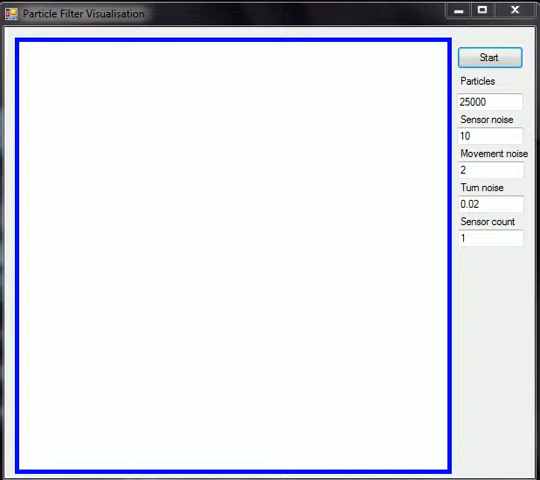 Particle Filter Visualisation
Start
Particles
25000
Sensor noise
10
Movement noise
2
Turn noise
0.02
Sensor count
1